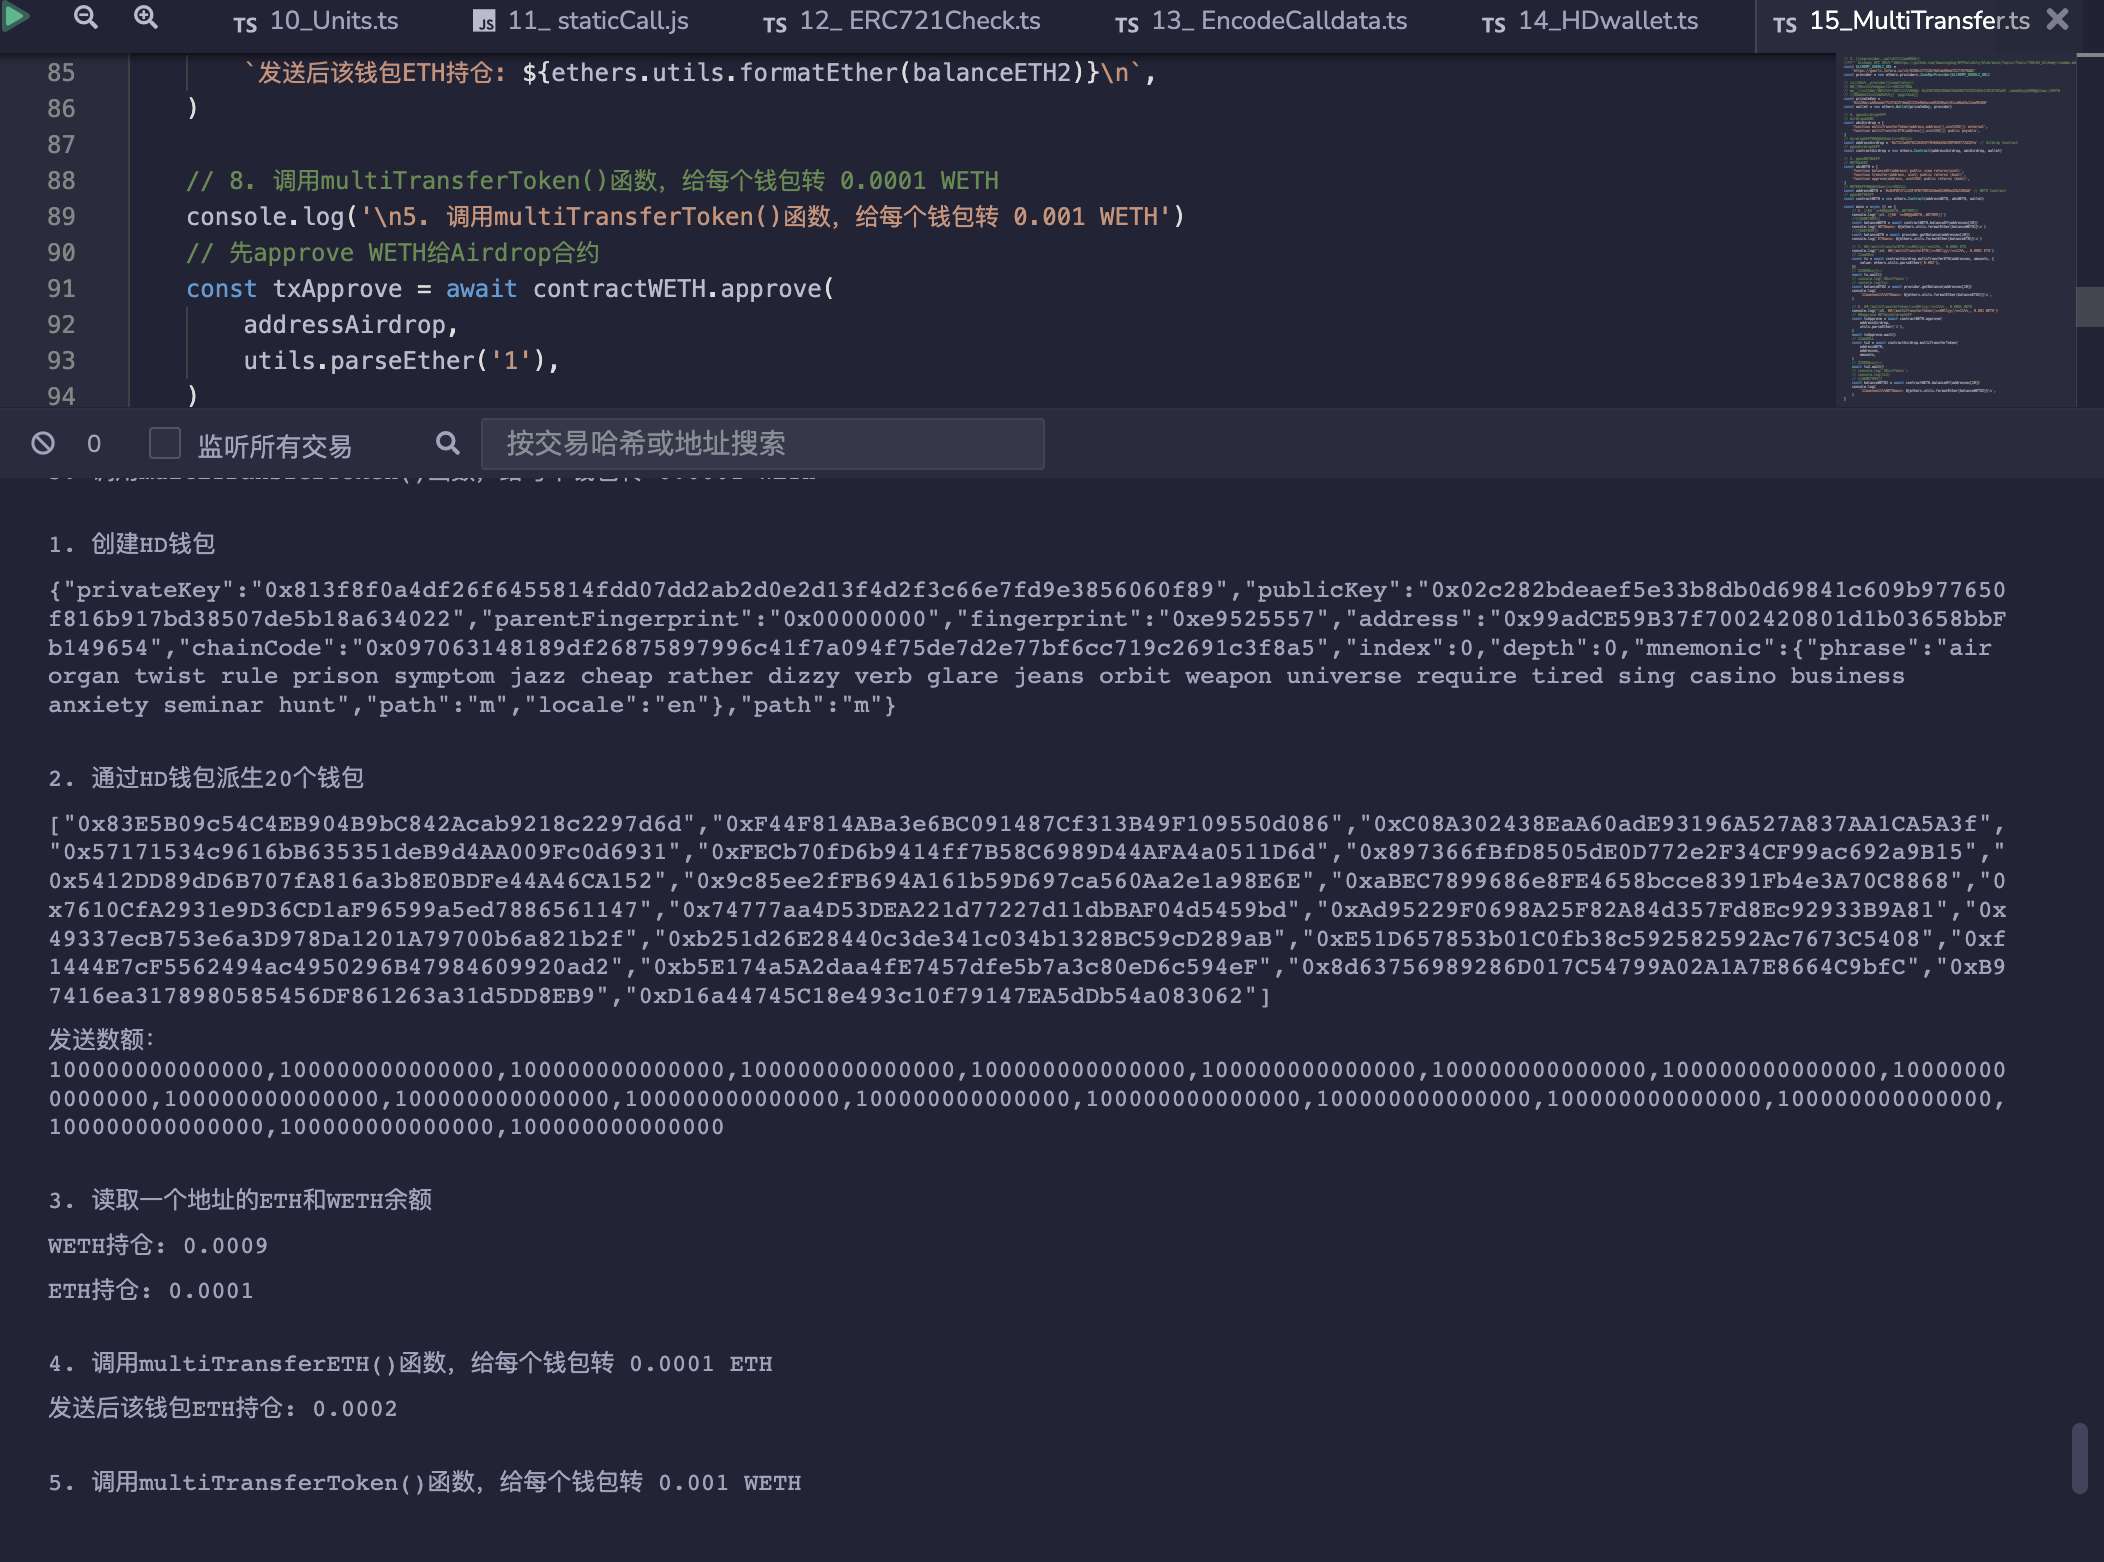 TS 10_Units.ts JS 11_ staticCall.js TS 12_ ERC721Check.ts TS 13_ EncodeCalldata.ts TS 14_HDwallet.ts TS 15_MultiTransfer.ts
85 `发送后该钱包ETH持仓: ${ethers.utils.formatEther(balanceETH2)}\n`,
86 )
87
88 // 8. 调用multiTransferToken()函数，给每个钱包转 0.0001 WETH
89 console.log('\n5. 调用multiTransferToken()函数，给每个钱包转 0.001 WETH')
90 // 先approve WETH给Airdrop合约
91 const txApprove = await contractWETH.approve(
92 addressAirdrop,
93 utils.parseEther('1'),
94 )
0 监听所有交易 按交易哈希或地址搜索
1. 创建HD钱包
{"privateKey":"0x813f8f0a4df26f6455814fdd07dd2ab2d0e2d13f4d2f3c66e7fd9e3856060f89","publicKey":"0x02c282bdeaef5e33b8db0d69841c609b977650
f816b917bd38507de5b18a634022","parentFingerprint":"0x00000000","fingerprint":"0xe9525557","address":"0x99adCE59B37f7002420801d1b03658bbF
b149654","chainCode":"0x097063148189df26875897996c41f7a094f75de7d2e77bf6cc719c2691c3f8a5","index":0,"depth":0,"mnemonic":{"phrase":"air
organ twist rule prison symptom jazz cheap rather dizzy verb glare jeans orbit weapon universe require tired sing casino business
anxiety seminar hunt","path":"m","locale":"en"},"path":"m"}
2. 通过HD钱包派生20个钱包
["0x83E5B09c54C4EB904B9bC842Acab9218c2297d6d","0xF44F814ABa3e6BC091487Cf313B49F109550d086","0xC08A302438EaA60adE93196A527A837AA1CA5A3f",
"0x57171534c9616bB635351deB9d4AA009Fc0d6931","0xFECb70fD6b9414ff7B58C6989D44AFA4a0511D6d","0x897366fBfD8505dE0D772e2F34CF99ac692a9B15","
0x5412DD89dD6B707fA816a3b8E0BDFe44A46CA152","0x9c85ee2fFB694A161b59D697ca560Aa2e1a98E6E","0xaBEC7899686e8FE4658bcce8391Fb4e3A70C8868","0
x7610CfA2931e9D36CD1aF96599a5ed7886561147","0x74777aa4D53DEA221d77227d11dbBAF04d5459bd","0xAd95229F0698A25F82A84d357Fd8Ec92933B9A81","0x
49337ecB753e6a3D978Da1201A79700b6a821b2f","0xb251d26E28440c3de341c034b1328BC59cD289aB","0xE51D657853b01C0fb38c592582592Ac7673C5408","0xf
1444E7cF5562494ac4950296B47984609920ad2","0xb5E174a5A2daa4fE7457dfe5b7a3c80eD6c594eF","0x8d63756989286D017C54799A02A1A7E8664C9bfC","0xB9
7416ea3178980585456DF861263a31d5DD8EB9","0xD16a44745C18e493c10f79147EA5dDb54a083062"]
发送数额:
100000000000000,100000000000000,100000000000000,100000000000000,100000000000000,100000000000000,100000000000000,100000000000000,10000000
0000000,100000000000000,100000000000000,100000000000000,100000000000000,100000000000000,100000000000000,100000000000000,100000000000000,
100000000000000,100000000000000,100000000000000
3. 读取一个地址的ETH和WETH余额
WETH持仓: 0.0009
ETH持仓: 0.0001
4. 调用multiTransferETH()函数，给每个钱包转 0.0001 ETH
发送后该钱包ETH持仓: 0.0002
5. 调用multiTransferToken()函数，给每个钱包转 0.001 WETH